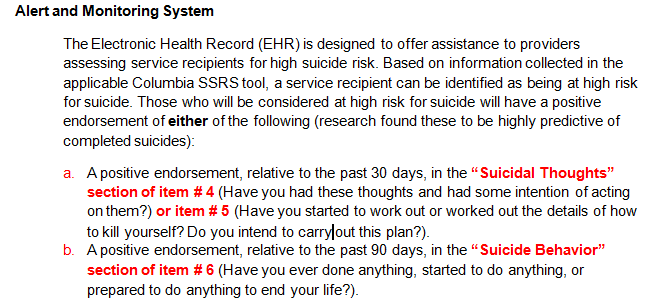 Alert and Monitoring System
The Electronic Health Record (EHR) is designed to offer assistance to providers
assessing service recipients for high suicide risk. Based on information collected in the
applicable Columbia SSRS tool, a service recipient can be identified as being at high risk
for suicide. Those who will be considered at high risk for suicide will have a positive
endorsement of either of the following (research found these to be highly predictive of
completed suicides):
a. A positive endorsement, relative to the past 30 days, in the “Suicidal Thoughts”
section of item # 4 (Have you had these thoughts and had some intention of acting
on them?) or item # 5 (Have you started to work out or worked out the details of how
to kill yourself? Do you intend to carry out this plan?).
b. A positive endorsement, relative to the past 90 days, in the “Suicide Behavior”
section of item # 6 (Have you ever done anything, started to do anything, or
prepared to do anything to end your life?).